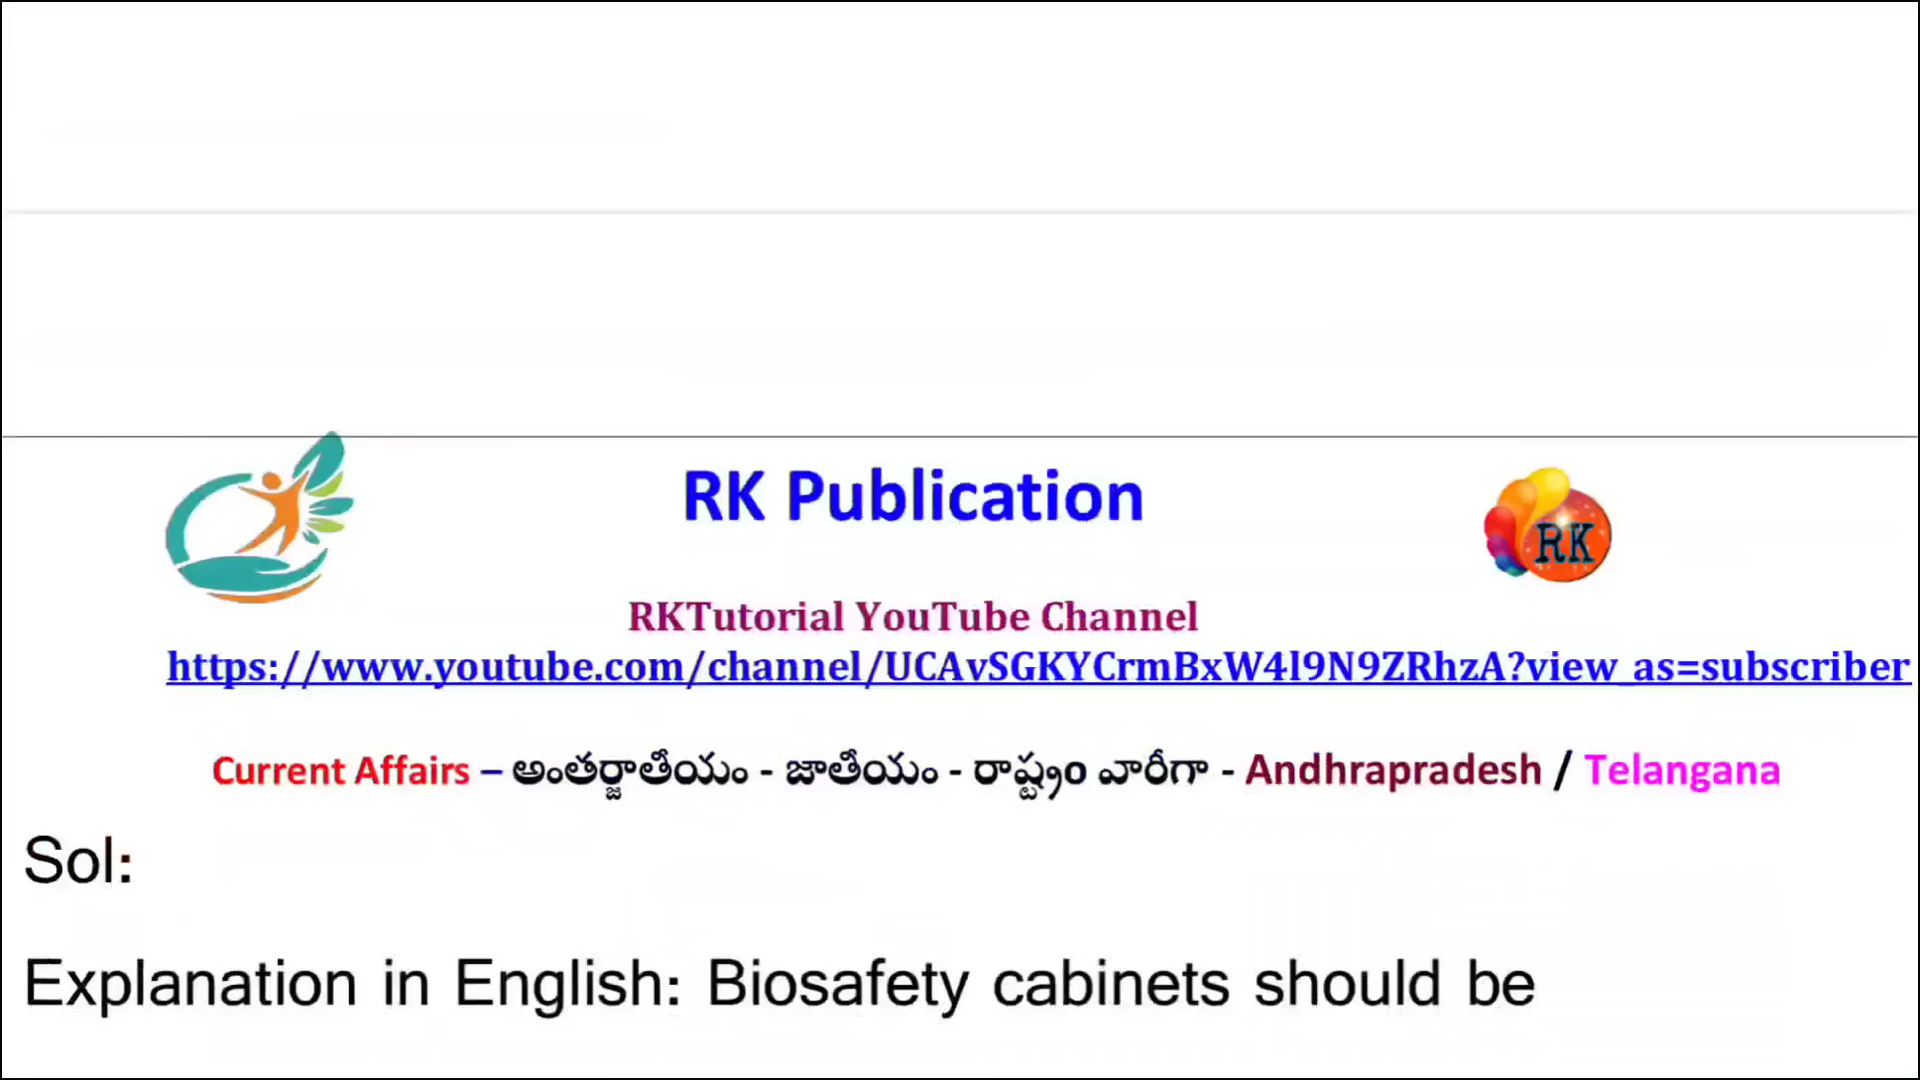 RK Publication
RK
RKTutorial YouTube Channel
https://www.youtube.com/channel/UCAvSGKYCrmBxW4l9N9ZRhzA?view_as=subscriber
Current Affairs – అంతర్జాతీయం - జాతీయం - రాష్ట్రం వారీగా - Andhrapradesh / Telangana
Sol:
Explanation in English: Biosafety cabinets should be